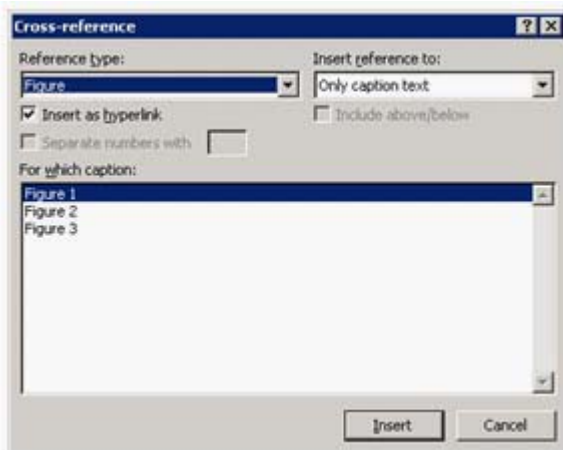 Cross-reference
Reference type:
Insert reference to:
Figure
Only caption text
Insert as hyperlink
Include above/below
Separate numbers with
For which caption:
Figure 1
Figure 2
Figure 3
Insert
Cancel